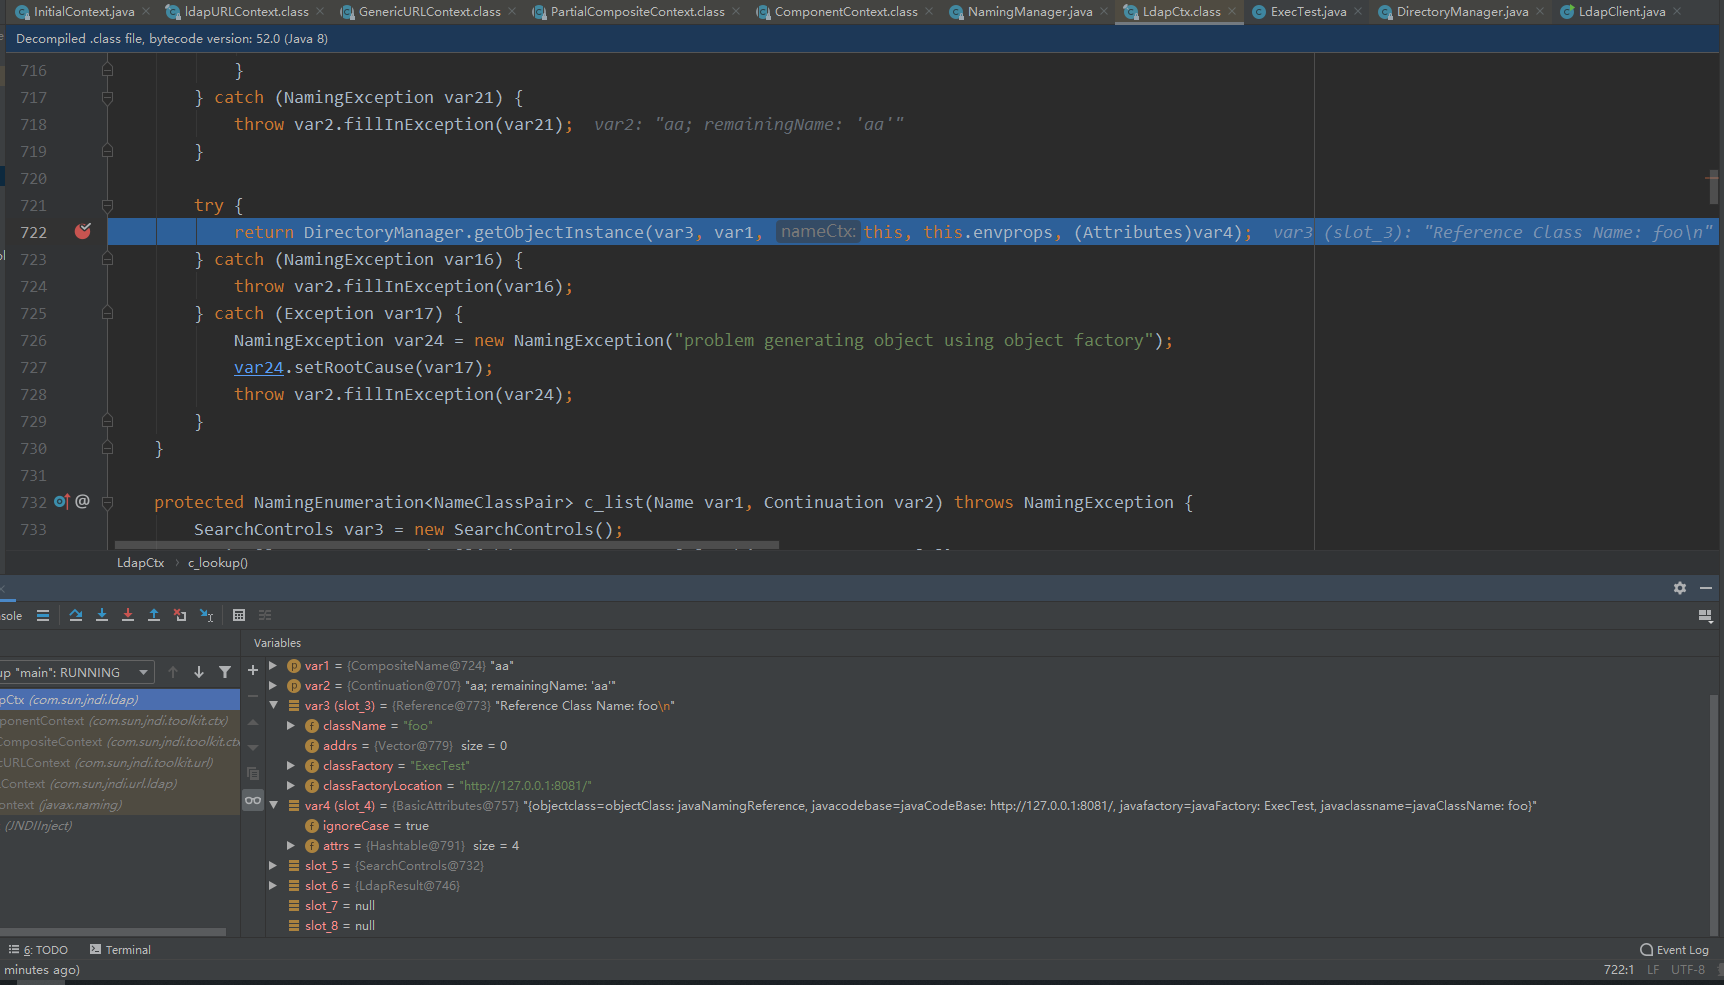 InitialContext.java ldapURLContext.class GenericURLContext.class PartialCompositeContext.class ComponentContext.class NamingManager.java LdapCtx.class ExecTest.java DirectoryManager.java LdapClient.java
Decompiled .class file, bytecode version: 52.0 (Java 8)
716 }
717 } catch (NamingException var21) {
718 throw var2.fillInException(var21); var2: "aa; remainingName: 'aa'"
719 }
720
721 try {
722 return DirectoryManager.getObjectInstance(var3, var1, nameCtx: this, this.envprops, (Attributes)var4); var3 (slot_3): "Reference Class Name: foo\n"
723 } catch (NamingException var16) {
724 throw var2.fillInException(var16);
725 } catch (Exception var17) {
726 NamingException var24 = new NamingException("problem generating object using object factory");
727 var24.setRootCause(var17);
728 throw var2.fillInException(var24);
729 }
730 }
731
732 @ protected NamingEnumeration<NameClassPair> c_list(Name var1, Continuation var2) throws NamingException {
733 SearchControls var3 = new SearchControls();
LdapCtx › c_lookup()
sole
Variables
up "main": RUNNING
pCtx (com.sun.jndi.ldap)
ponentContext (com.sun.jndi.toolkit.ctx)
CompositeContext (com.sun.jndi.toolkit.ctx
cURLContext (com.sun.jndi.toolkit.url)
Context (com.sun.jndi.url.ldap)
ontext (javax.naming)
(JNDIInject)
var1 = {CompositeName@724} "aa"
var2 = {Continuation@707} "aa; remainingName: 'aa'"
var3 (slot_3) = {Reference@773} "Reference Class Name: foo\n"
className = "foo"
addrs = {Vector@779} size = 0
classFactory = "ExecTest"
classFactoryLocation = "http://127.0.0.1:8081/"
var4 (slot_4) = {BasicAttributes@757} "{objectclass=objectClass: javaNamingReference, javacodebase=javaCodeBase: http://127.0.0.1:8081/, javafactory=javaFactory: ExecTest, javaclassname=javaClassName: foo}"
ignoreCase = true
attrs = {Hashtable@791} size = 4
slot_5 = {SearchControls@732}
slot_6 = {LdapResult@746}
slot_7 = null
slot_8 = null
6: TODO Terminal Event Log
minutes ago) 722:1 LF UTF-8